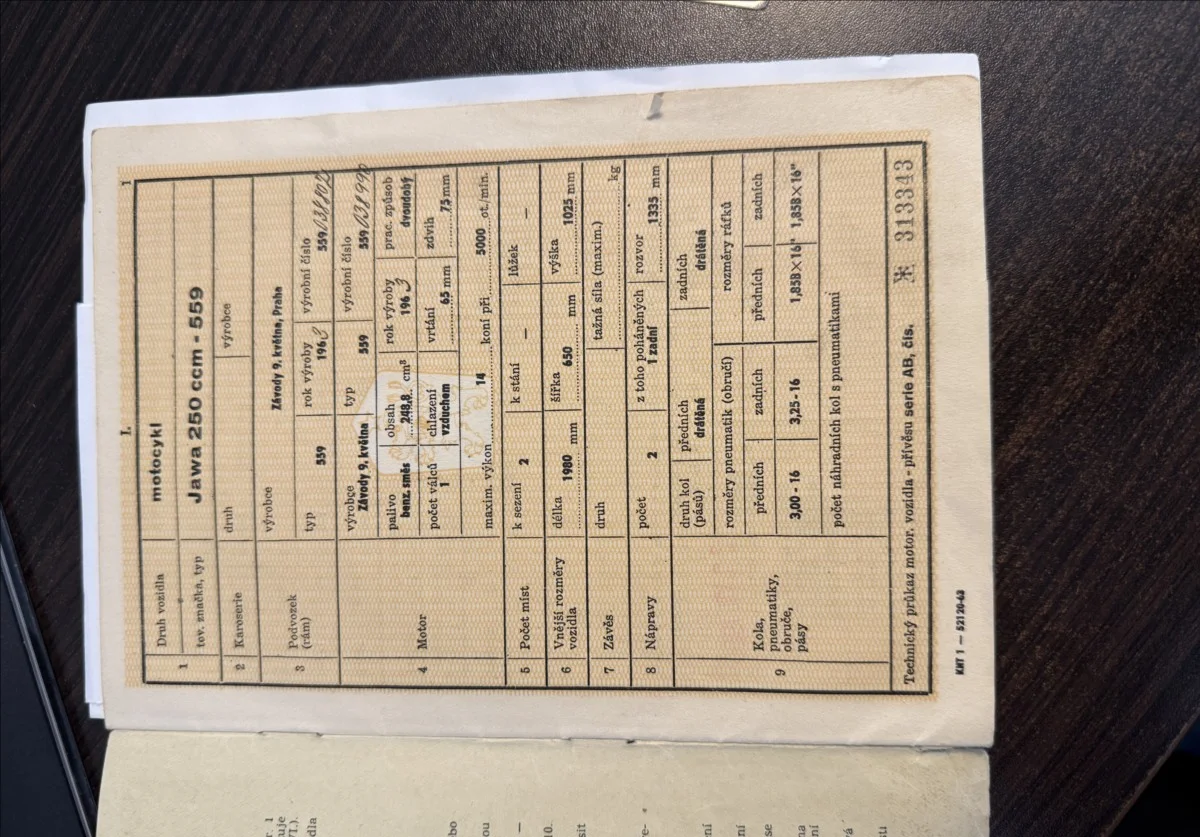 I. 1
1 Druh vozidla motocykl
tov. značka, typ Jawa 250 ccm - 559
2 Karoserie druh výrobce
3 Podvozek (rám) výrobce Závody 9. května, Praha
typ 559 rok výroby 1963 výrobní číslo 559
4 Motor výrobce Závody 9. května typ 559 výrobní číslo 559
palivo benz. směs obsah 248,8 cm³ rok výroby 1963 prac. způsob dvoudobý
počet válců 1 chlazení vzduchem vrtání 65 mm zdvih 75 mm
maxim. výkon 14 koní při 5000 ot./min.
5 Počet míst k sezení 2 k stání — lůžek —
6 Vnější rozměry vozidla délka 1980 mm šířka 650 mm výška 1025 mm
7 Závěs druh tažná síla (maxim.) kg
8 Nápravy počet 2 z toho poháněných 1 zadní rozvor 1335 mm
9 Kola, pneumatiky, obruče, pásy
druh kol (pásů) předních drátěná zadních drátěná
rozměry pneumatik (obručí) rozměry ráfků
předních zadních předních zadních
3,00 - 16 3,25 - 16 1,85B×16" 1,85B×16"
počet náhradních kol s pneumatikami
Technický průkaz motor. vozidla - přívěsu serie AB, čís. 313343
KNT 1 — 52120-63